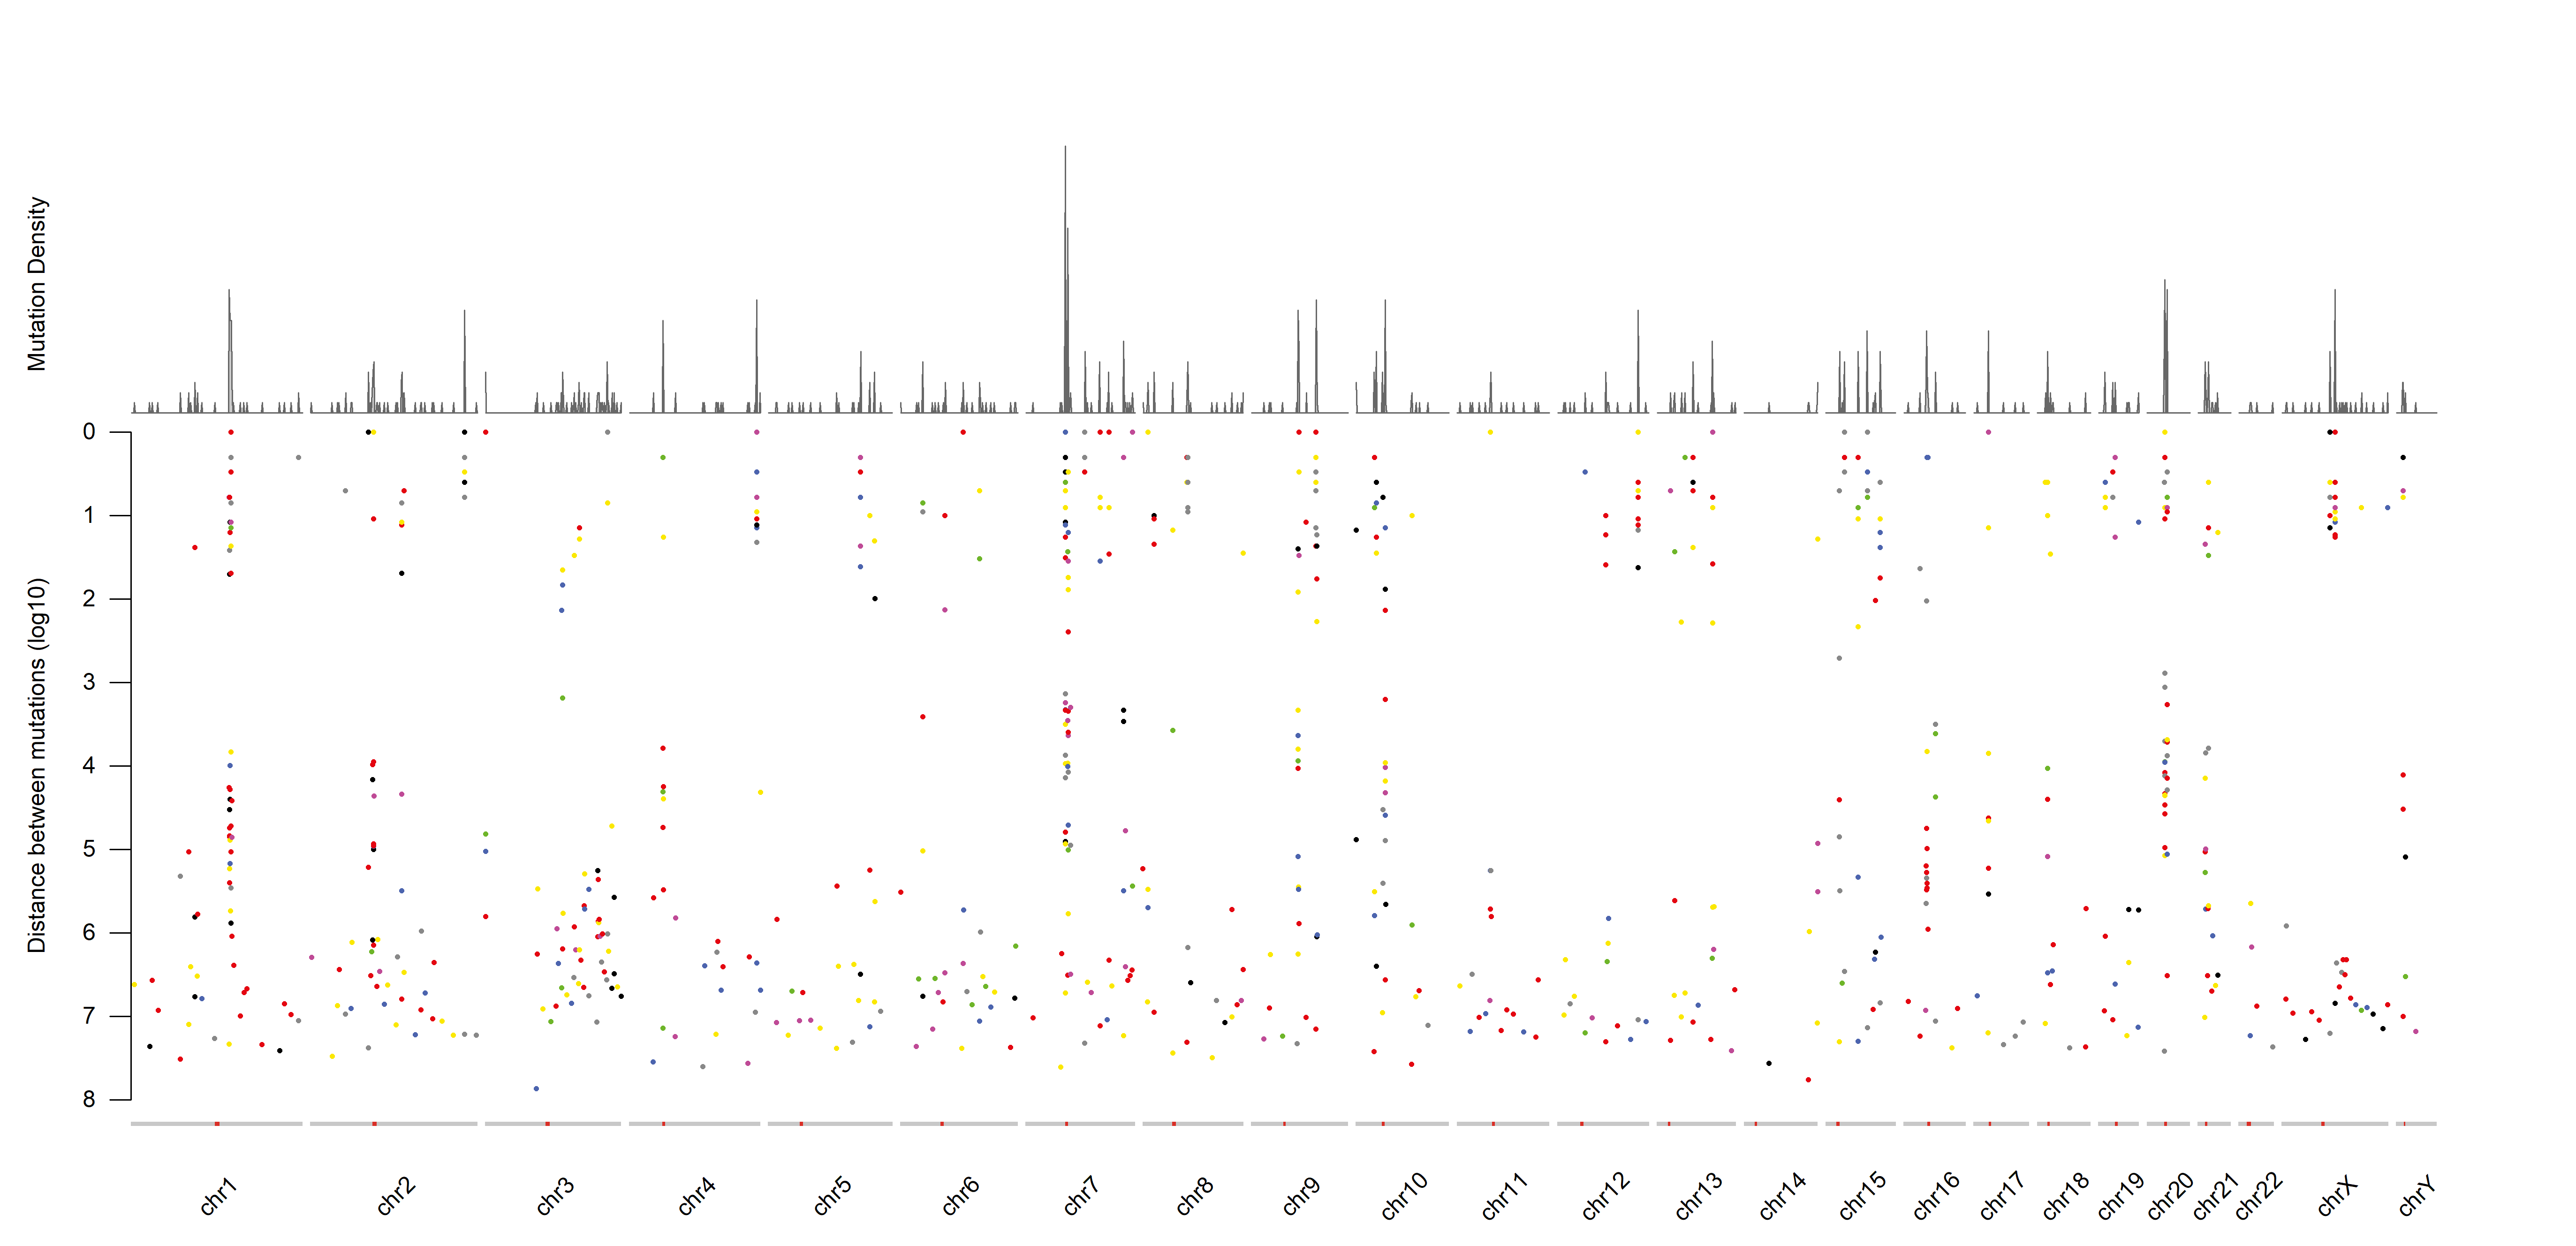 Mutation Density
Distance between mutations (log10)
0
1
2
3
4
5
6
7
8
chr1
chr2
chr3
chr4
chr5
chr6
chr7
chr8
chr9
chr10
chr11
chr12
chr13
chr14
chr15
chr16
chr17
chr18
chr19
chr20
chr21
chr22
chrX
chrY